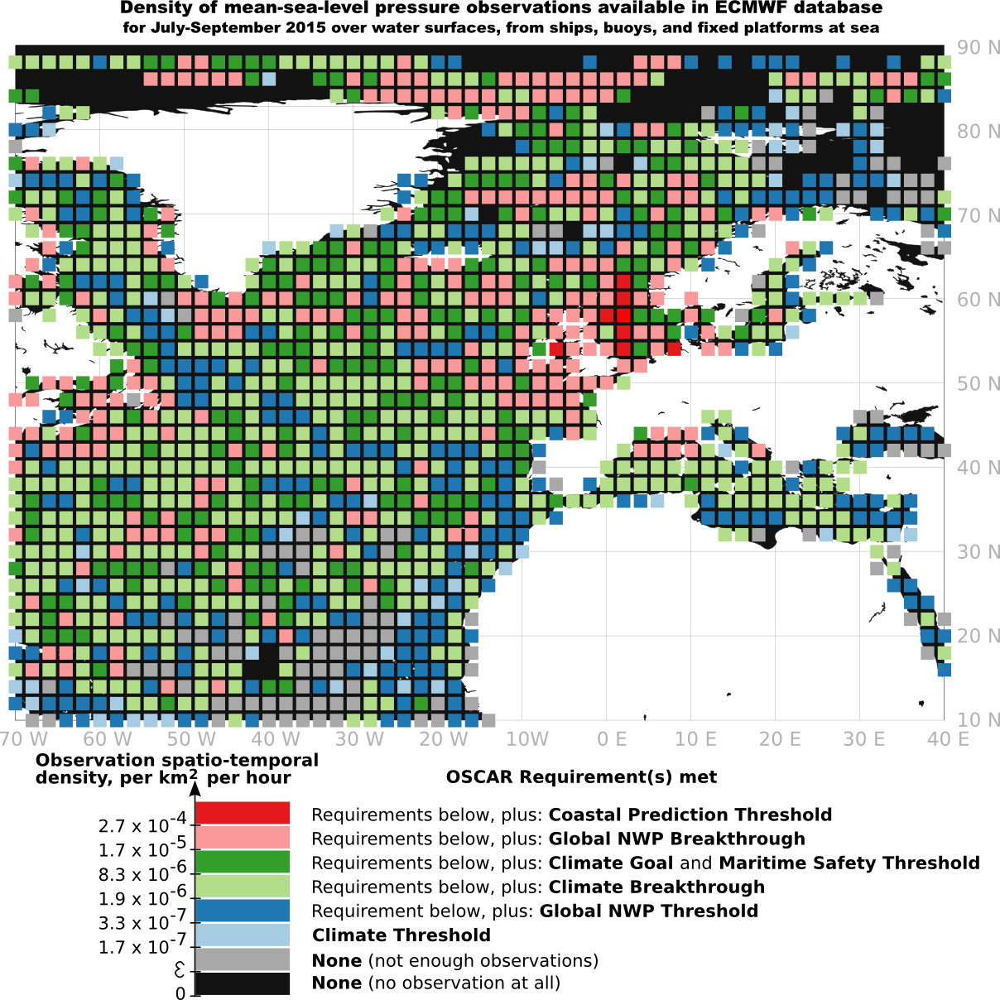 Density of mean-sea-level pressure observations available in ECMWF database
for July-September 2015 over water surfaces, from ships, buoys, and fixed platforms at sea
90 N
80 N
70 N
60 N
50 N
40 N
30 N
20 N
10 N
70 W 60 W 50 W 40 W 30 W 20 W 10W 0 E 10 E 20 E 30 E 40 E
Observation spatio-temporal
density, per km² per hour
OSCAR Requirement(s) met
2.7 x 10⁻⁴
1.7 x 10⁻⁵
8.3 x 10⁻⁶
1.9 x 10⁻⁶
3.3 x 10⁻⁷
1.7 x 10⁻⁷
ε
0
Requirements below, plus: Coastal Prediction Threshold
Requirements below, plus: Global NWP Breakthrough
Requirements below, plus: Climate Goal and Maritime Safety Threshold
Requirements below, plus: Climate Breakthrough
Requirement below, plus: Global NWP Threshold
Climate Threshold
None (not enough observations)
None (no observation at all)